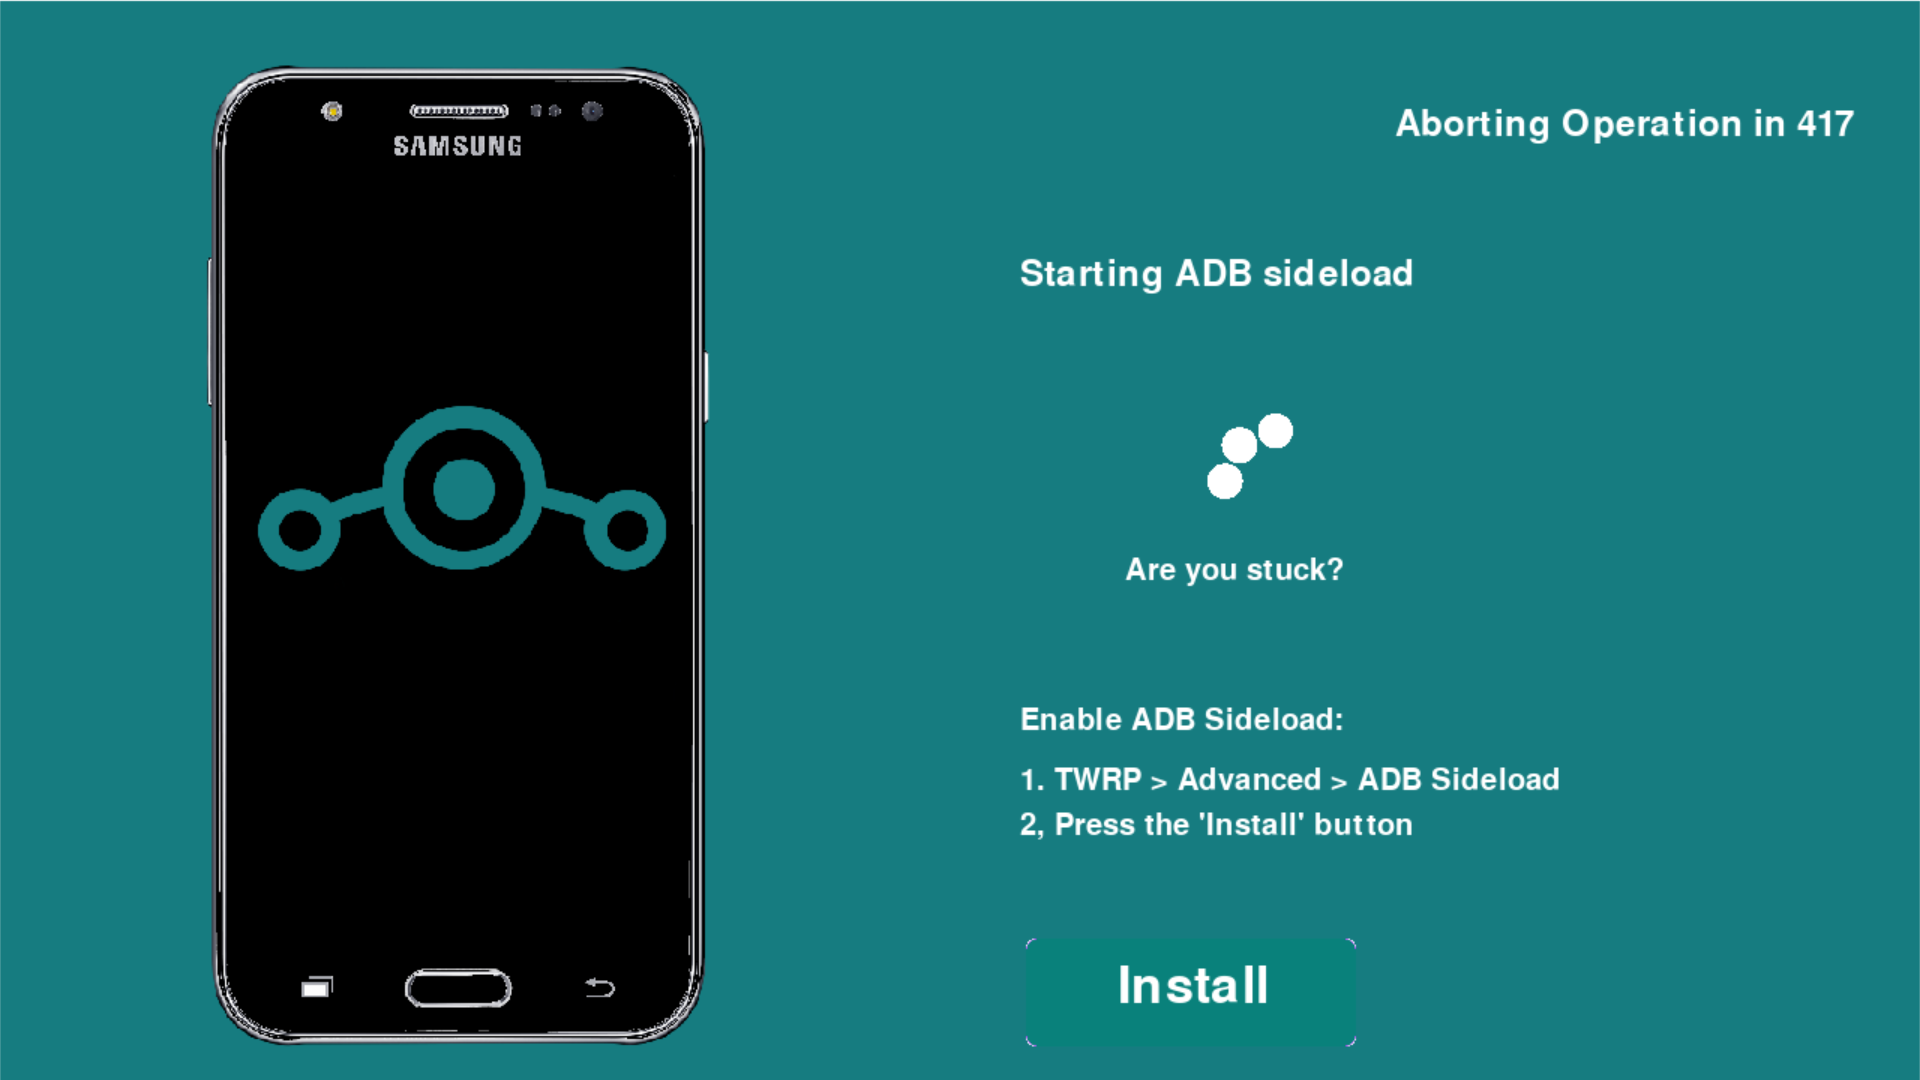 SAMSUNG
Aborting Operation in 417
Starting ADB sideload
Are you stuck?
Enable ADB Sideload:
1. TWRP > Advanced > ADB Sideload
2, Press the 'Install' button
Install